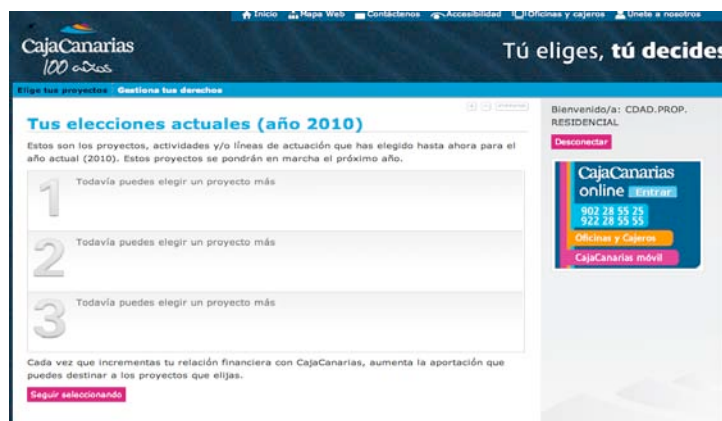 Inicio Mapa Web Contáctenos Accesibilidad Oficinas y cajeros Únete a nosotros
CajaCanarias
100 años
Tú eliges, tú decides
Elige tus proyectos Gestiona tus derechos
Tus elecciones actuales (año 2010)
Estos son los proyectos, actividades y/o líneas de actuación que has elegido hasta ahora para el
año actual (2010). Estos proyectos se pondrán en marcha el próximo año.
1 Todavía puedes elegir un proyecto más
2 Todavía puedes elegir un proyecto más
3 Todavía puedes elegir un proyecto más
Cada vez que incrementas tu relación financiera con CajaCanarias, aumenta la aportación que
puedes destinar a los proyectos que elijas.
Seguir seleccionando
Bienvenido/a: CDAD.PROP.
RESIDENCIAL
Desconectar
CajaCanarias
online Entrar
902 28 55 25
922 28 55 55
Oficinas y Cajeros
CajaCanarias móvil